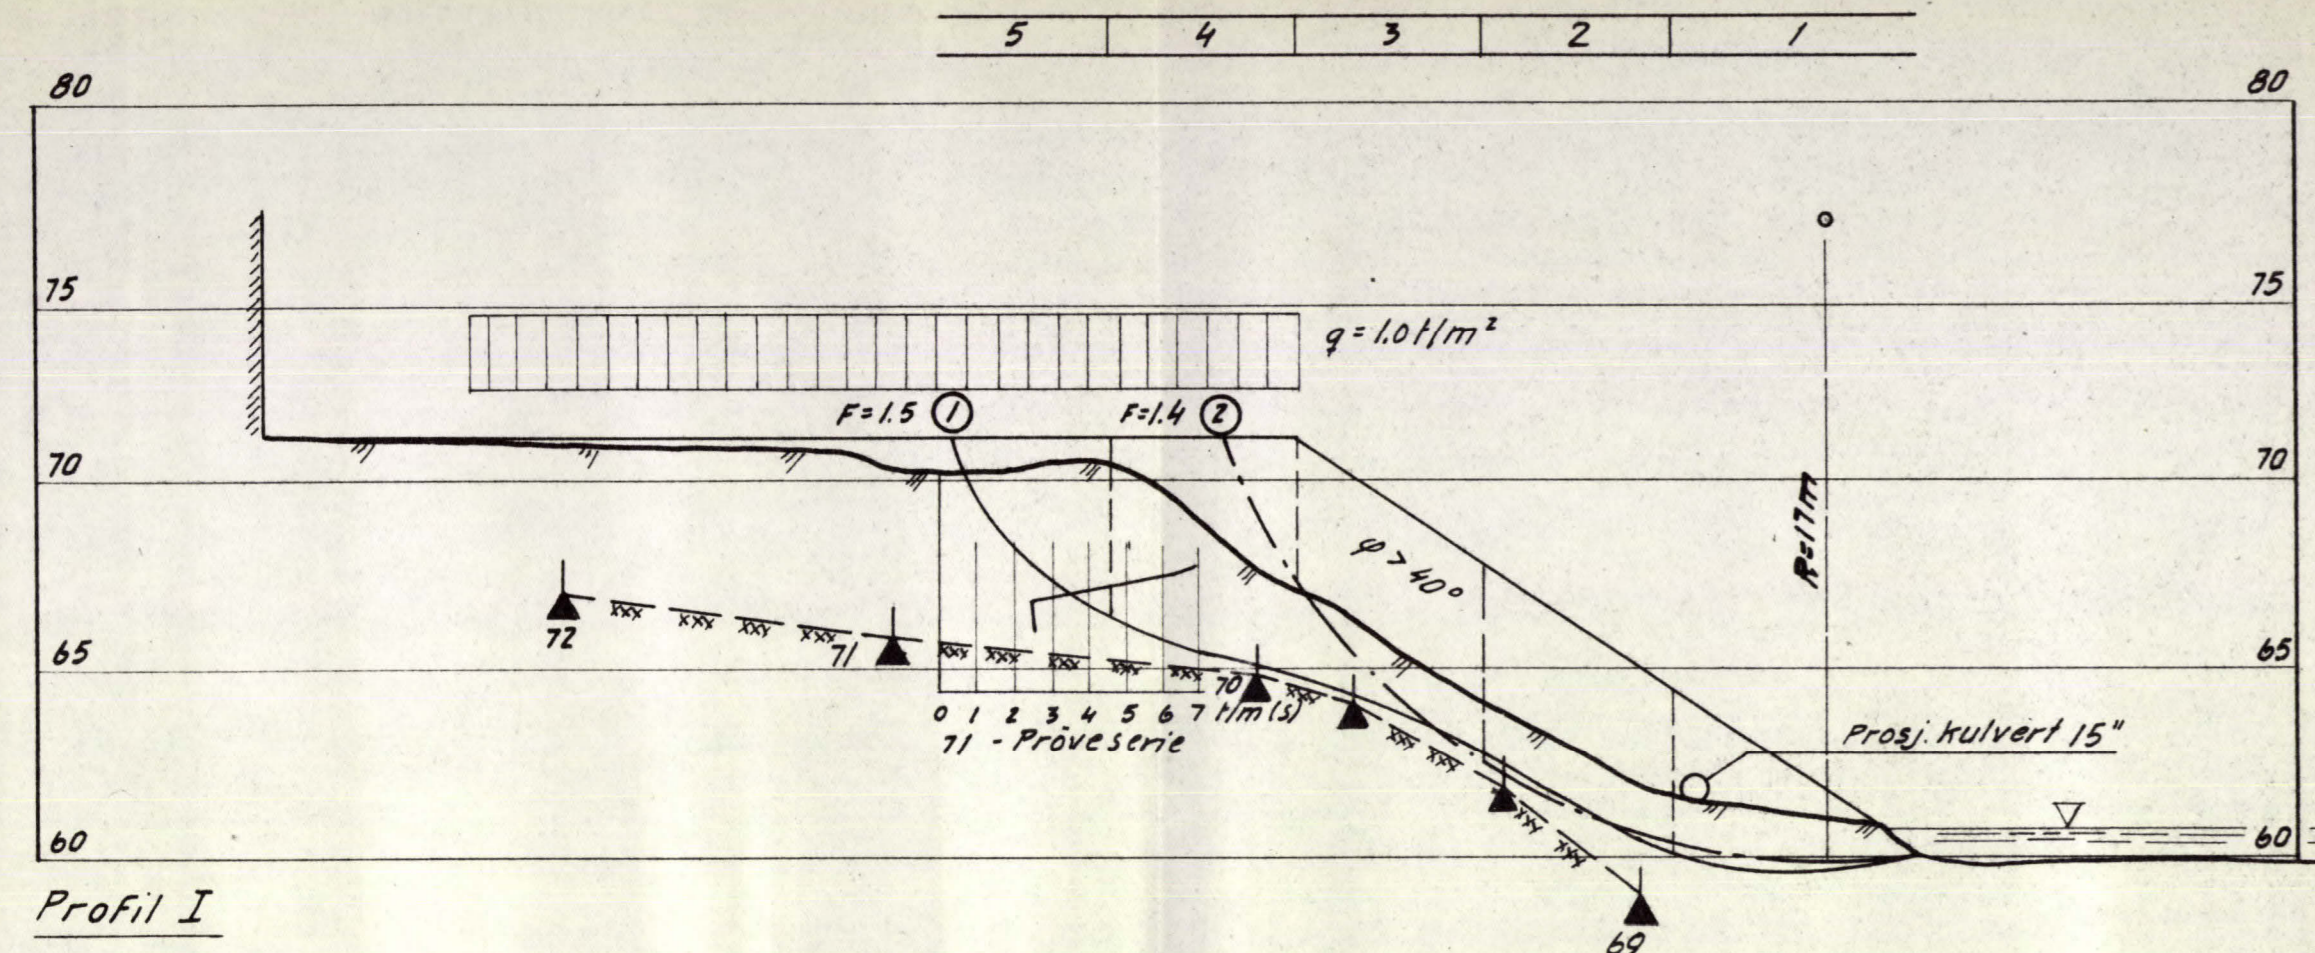 5 4 3 2 1
80 80
75 75
q = 1.0 t/m²
F = 1.5 1 F = 1.4 2
70 70
φ > 40°
R = 17 m
72
71
65 65
70
0 1 2 3 4 5 6 7 t/m (s)
71 - Pröveserie
Prosj. kulvert 15"
60 60
Profil I
69